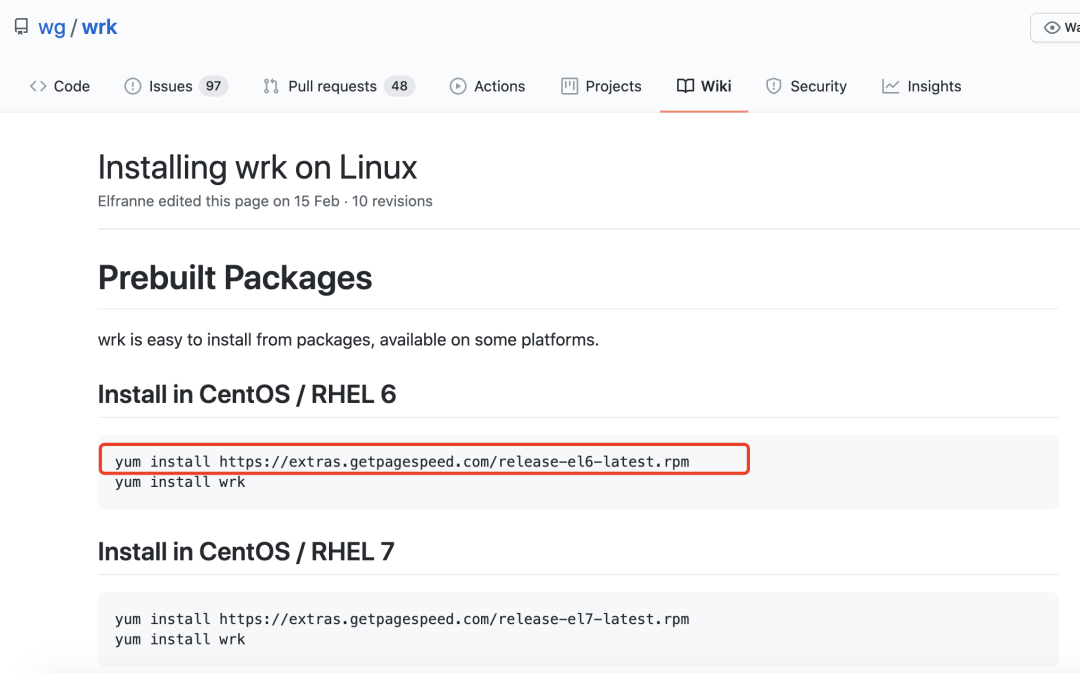 wg / wrk
Code Issues 97 Pull requests 48 Actions Projects Wiki Security Insights
Installing wrk on Linux
Elfranne edited this page on 15 Feb · 10 revisions
Prebuilt Packages
wrk is easy to install from packages, available on some platforms.
Install in CentOS / RHEL 6
yum install https://extras.getpagespeed.com/release-el6-latest.rpm
yum install wrk
Install in CentOS / RHEL 7
yum install https://extras.getpagespeed.com/release-el7-latest.rpm
yum install wrk